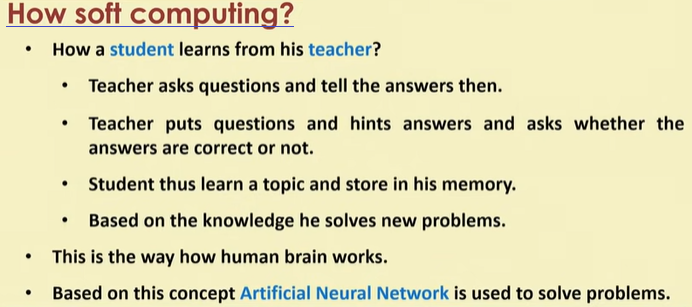 How soft computing?
• How a student learns from his teacher?
• Teacher asks questions and tell the answers then.
• Teacher puts questions and hints answers and asks whether the
answers are correct or not.
• Student thus learn a topic and store in his memory.
• Based on the knowledge he solves new problems.
• This is the way how human brain works.
• Based on this concept Artificial Neural Network is used to solve problems.